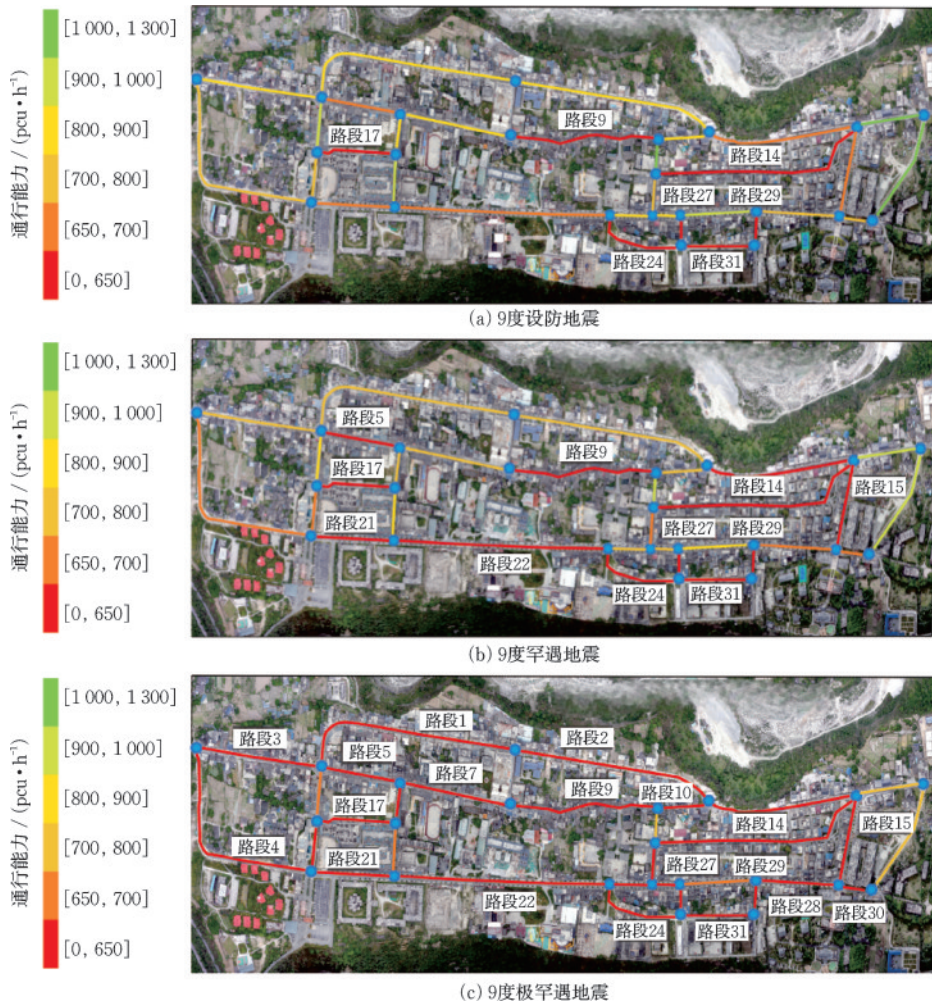 通行能力/(pcu·h⁻¹)
[1 000, 1 300]
[900, 1 000]
[800, 900]
[700, 800]
[650, 700]
[0, 650]
路段17
路段9
路段14
路段27
路段29
路段24
路段31
(a) 9度设防地震
通行能力/(pcu·h⁻¹)
[1 000, 1 300]
[900, 1 000]
[800, 900]
[700, 800]
[650, 700]
[0, 650]
路段5
路段9
路段17
路段14
路段15
路段21
路段27
路段29
路段22
路段24
路段31
(b) 9度罕遇地震
通行能力/(pcu·h⁻¹)
[1 000, 1 300]
[900, 1 000]
[800, 900]
[700, 800]
[650, 700]
[0, 650]
路段1
路段3
路段2
路段5
路段7
路段9
路段10
路段17
路段14
路段15
路段4
路段21
路段27
路段29
路段22
路段28
路段30
路段24
路段31
(c) 9度极罕遇地震